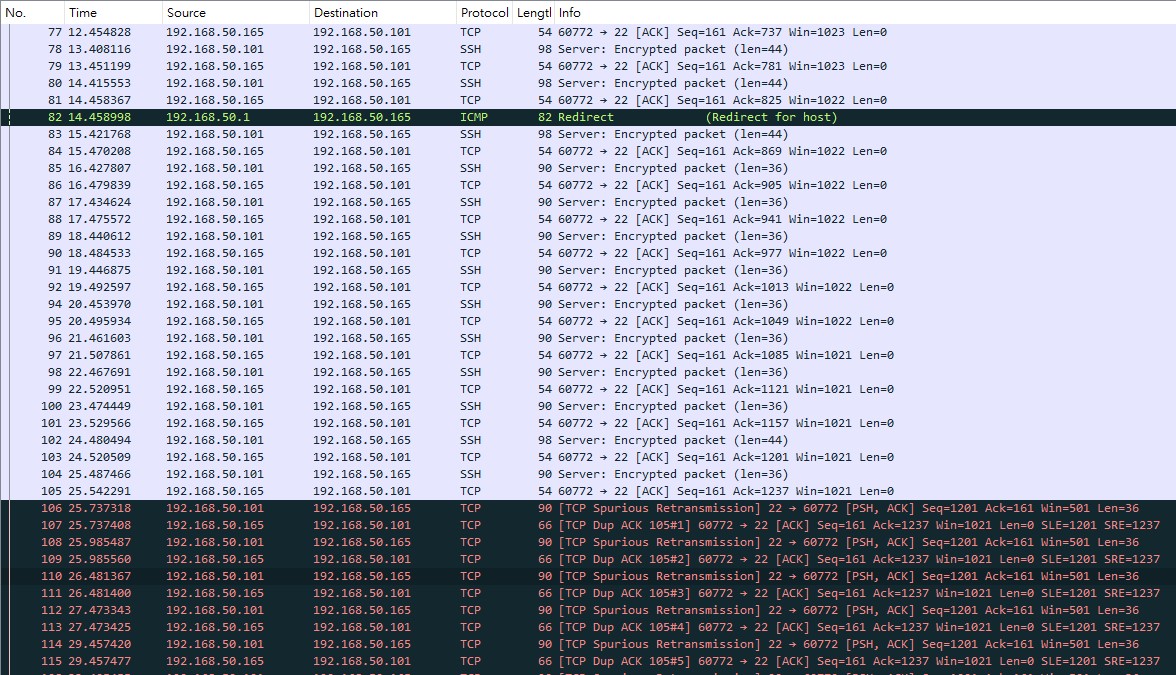 No. Time Source Destination Protocol Lengtl Info
77 12.454828 192.168.50.165 192.168.50.101 TCP 54 60772 → 22 [ACK] Seq=161 Ack=737 Win=1023 Len=0
78 13.408116 192.168.50.101 192.168.50.165 SSH 98 Server: Encrypted packet (len=44)
79 13.451199 192.168.50.165 192.168.50.101 TCP 54 60772 → 22 [ACK] Seq=161 Ack=781 Win=1023 Len=0
80 14.415553 192.168.50.101 192.168.50.165 SSH 98 Server: Encrypted packet (len=44)
81 14.458367 192.168.50.165 192.168.50.101 TCP 54 60772 → 22 [ACK] Seq=161 Ack=825 Win=1022 Len=0
82 14.458998 192.168.50.1 192.168.50.165 ICMP 82 Redirect (Redirect for host)
83 15.421768 192.168.50.101 192.168.50.165 SSH 98 Server: Encrypted packet (len=44)
84 15.470208 192.168.50.165 192.168.50.101 TCP 54 60772 → 22 [ACK] Seq=161 Ack=869 Win=1022 Len=0
85 16.427807 192.168.50.101 192.168.50.165 SSH 90 Server: Encrypted packet (len=36)
86 16.479839 192.168.50.165 192.168.50.101 TCP 54 60772 → 22 [ACK] Seq=161 Ack=905 Win=1022 Len=0
87 17.434624 192.168.50.101 192.168.50.165 SSH 90 Server: Encrypted packet (len=36)
88 17.475572 192.168.50.165 192.168.50.101 TCP 54 60772 → 22 [ACK] Seq=161 Ack=941 Win=1022 Len=0
89 18.440612 192.168.50.101 192.168.50.165 SSH 90 Server: Encrypted packet (len=36)
90 18.484533 192.168.50.165 192.168.50.101 TCP 54 60772 → 22 [ACK] Seq=161 Ack=977 Win=1022 Len=0
91 19.446875 192.168.50.101 192.168.50.165 SSH 90 Server: Encrypted packet (len=36)
92 19.492597 192.168.50.165 192.168.50.101 TCP 54 60772 → 22 [ACK] Seq=161 Ack=1013 Win=1022 Len=0
94 20.453970 192.168.50.101 192.168.50.165 SSH 90 Server: Encrypted packet (len=36)
95 20.495934 192.168.50.165 192.168.50.101 TCP 54 60772 → 22 [ACK] Seq=161 Ack=1049 Win=1022 Len=0
96 21.461603 192.168.50.101 192.168.50.165 SSH 90 Server: Encrypted packet (len=36)
97 21.507861 192.168.50.165 192.168.50.101 TCP 54 60772 → 22 [ACK] Seq=161 Ack=1085 Win=1021 Len=0
98 22.467691 192.168.50.101 192.168.50.165 SSH 90 Server: Encrypted packet (len=36)
99 22.520951 192.168.50.165 192.168.50.101 TCP 54 60772 → 22 [ACK] Seq=161 Ack=1121 Win=1021 Len=0
100 23.474449 192.168.50.101 192.168.50.165 SSH 90 Server: Encrypted packet (len=36)
101 23.529566 192.168.50.165 192.168.50.101 TCP 54 60772 → 22 [ACK] Seq=161 Ack=1157 Win=1021 Len=0
102 24.480494 192.168.50.101 192.168.50.165 SSH 98 Server: Encrypted packet (len=44)
103 24.520509 192.168.50.165 192.168.50.101 TCP 54 60772 → 22 [ACK] Seq=161 Ack=1201 Win=1021 Len=0
104 25.487466 192.168.50.101 192.168.50.165 SSH 90 Server: Encrypted packet (len=36)
105 25.542291 192.168.50.165 192.168.50.101 TCP 54 60772 → 22 [ACK] Seq=161 Ack=1237 Win=1021 Len=0
106 25.737318 192.168.50.101 192.168.50.165 TCP 90 [TCP Spurious Retransmission] 22 → 60772 [PSH, ACK] Seq=1201 Ack=161 Win=501 Len=36
107 25.737408 192.168.50.165 192.168.50.101 TCP 66 [TCP Dup ACK 105#1] 60772 → 22 [ACK] Seq=161 Ack=1237 Win=1021 Len=0 SLE=1201 SRE=1237
108 25.985487 192.168.50.101 192.168.50.165 TCP 90 [TCP Spurious Retransmission] 22 → 60772 [PSH, ACK] Seq=1201 Ack=161 Win=501 Len=36
109 25.985560 192.168.50.165 192.168.50.101 TCP 66 [TCP Dup ACK 105#2] 60772 → 22 [ACK] Seq=161 Ack=1237 Win=1021 Len=0 SLE=1201 SRE=1237
110 26.481367 192.168.50.101 192.168.50.165 TCP 90 [TCP Spurious Retransmission] 22 → 60772 [PSH, ACK] Seq=1201 Ack=161 Win=501 Len=36
111 26.481400 192.168.50.165 192.168.50.101 TCP 66 [TCP Dup ACK 105#3] 60772 → 22 [ACK] Seq=161 Ack=1237 Win=1021 Len=0 SLE=1201 SRE=1237
112 27.473343 192.168.50.101 192.168.50.165 TCP 90 [TCP Spurious Retransmission] 22 → 60772 [PSH, ACK] Seq=1201 Ack=161 Win=501 Len=36
113 27.473425 192.168.50.165 192.168.50.101 TCP 66 [TCP Dup ACK 105#4] 60772 → 22 [ACK] Seq=161 Ack=1237 Win=1021 Len=0 SLE=1201 SRE=1237
114 29.457420 192.168.50.101 192.168.50.165 TCP 90 [TCP Spurious Retransmission] 22 → 60772 [PSH, ACK] Seq=1201 Ack=161 Win=501 Len=36
115 29.457477 192.168.50.165 192.168.50.101 TCP 66 [TCP Dup ACK 105#5] 60772 → 22 [ACK] Seq=161 Ack=1237 Win=1021 Len=0 SLE=1201 SRE=1237